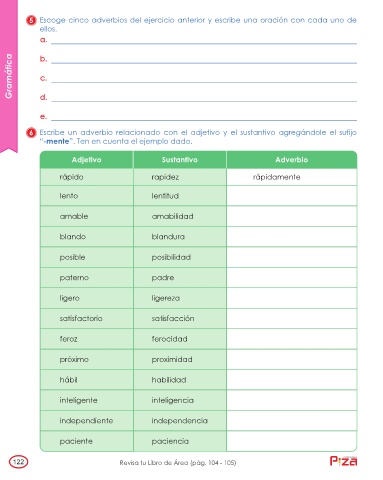 Gramática
5 Escoge cinco adverbios del ejercicio anterior y escribe una oración con cada uno de
ellos.
a.
b.
c.
d.
e.
6 Escribe un adverbio relacionado con el adjetivo y el sustantivo agregándole el sufijo
"-mente". Ten en cuenta el ejemplo dado.
Adjetivo Sustantivo Adverbio
rápido rapidez rápidamente
lento lentitud
amable amabilidad
blando blandura
posible posibilidad
paterno padre
ligero ligereza
satisfactorio satisfacción
feroz ferocidad
próximo proximidad
hábil habilidad
inteligente inteligencia
independiente independencia
paciente paciencia
122 Revisa tu Libro de Área (pág. 104 - 105)